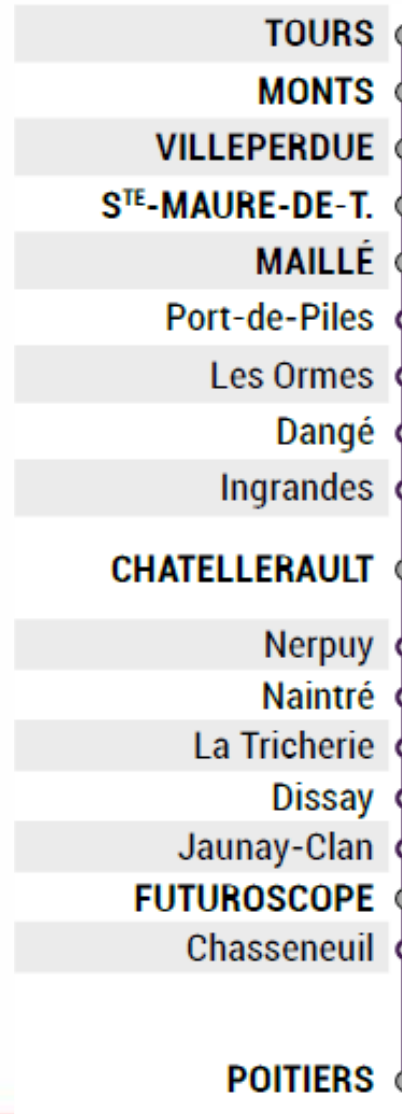 TOURS
MONTS
VILLEPERDUE
STE-MAURE-DE-T.
MAILLÉ
Port-de-Piles
Les Ormes
Dangé
Ingrandes
CHATELLERAULT
Nerpuy
Naintré
La Tricherie
Dissay
Jaunay-Clan
FUTUROSCOPE
Chasseneuil
POITIERS